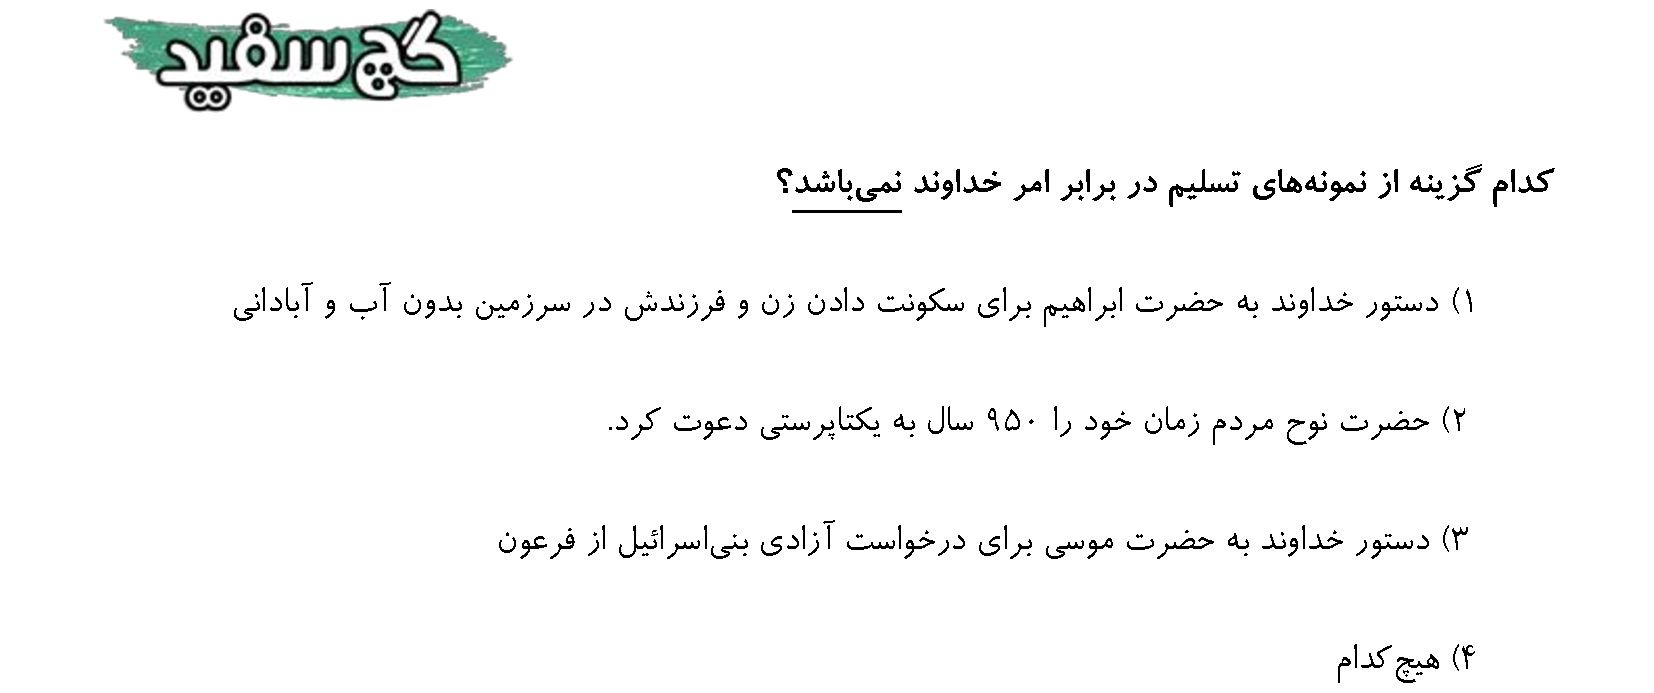 گچ سفید
کدام گزینه از نمونه‌های تسلیم در برابر امر خداوند نمی‌باشد؟
۱) دستور خداوند به حضرت ابراهیم برای سکونت دادن زن و فرزندش در سرزمین بدون آب و آبادانی
۲) حضرت نوح مردم زمان خود را ۹۵۰ سال به یکتاپرستی دعوت کرد.
۳) دستور خداوند به حضرت موسی برای درخواست آزادی بنی‌اسرائیل از فرعون
۴) هیچ‌کدام